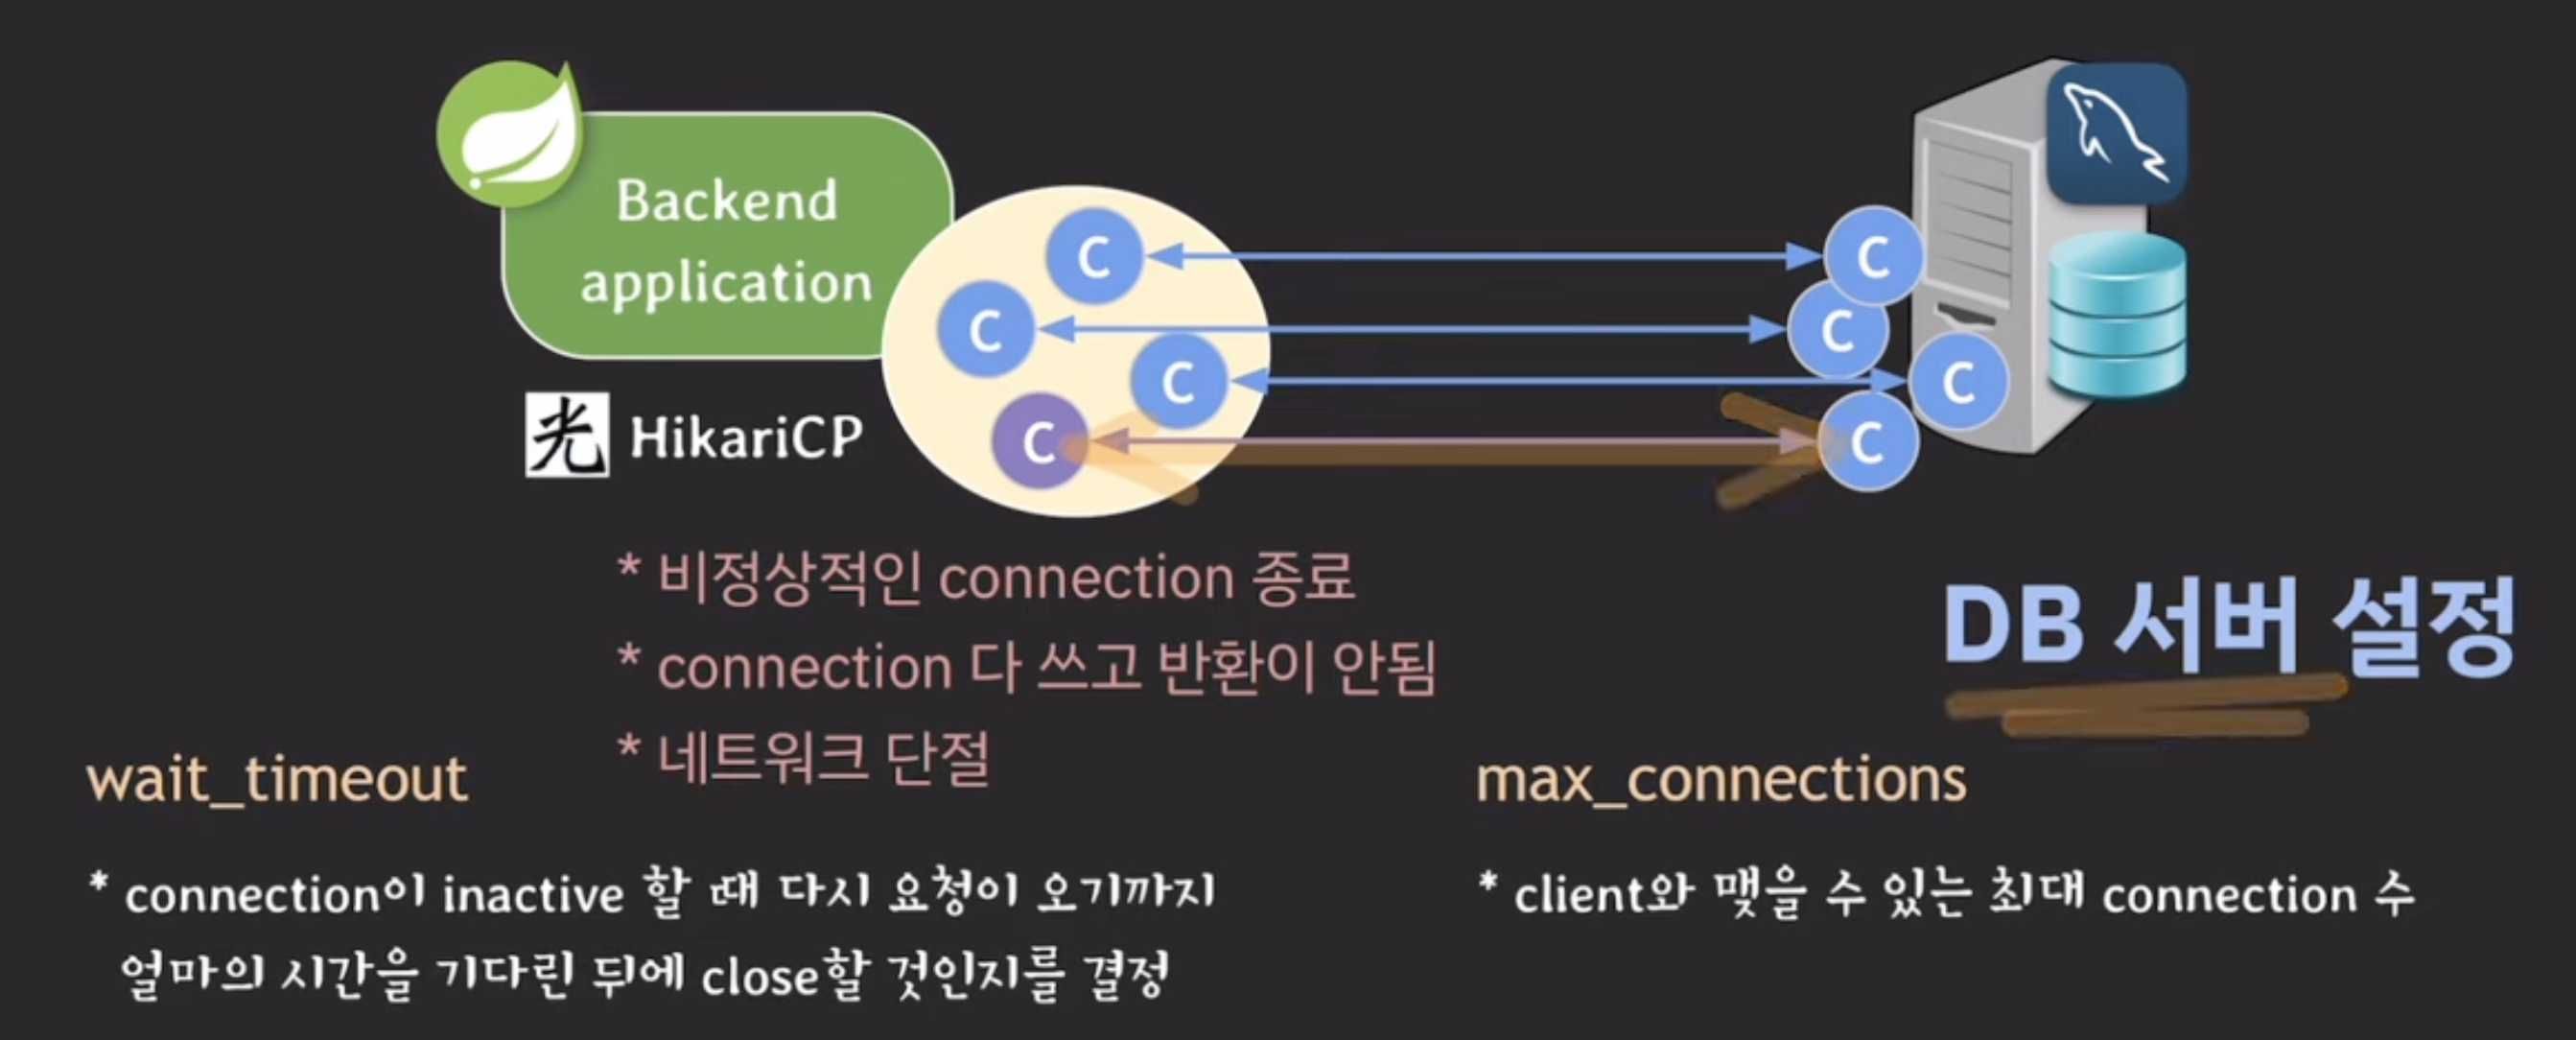 Backend
application
C
C
C
C
C
C
C
C
光 HikariCP
* 비정상적인 connection 종료
* connection 다 쓰고 반환이 안됨
* 네트워크 단절
DB 서버 설정
wait_timeout
* connection이 inactive 할 때 다시 요청이 오기까지
얼마의 시간을 기다린 뒤에 close할 것인지를 결정
max_connections
* client와 맺을 수 있는 최대 connection 수